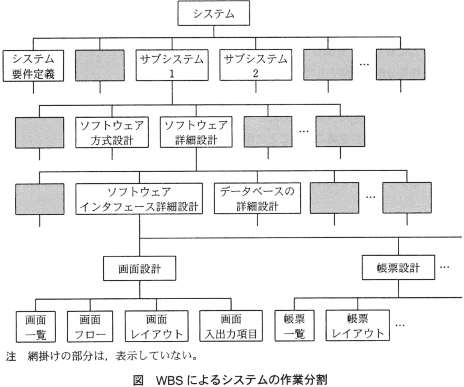 システム
システム
要件定義
サブシステム
1
サブシステム
2
…
ソフトウェア
方式設計
ソフトウェア
詳細設計
…
ソフトウェア
インタフェース詳細設計
データベースの
詳細設計
…
画面設計
帳票設計
…
画面
一覧
画面
フロー
画面
レイアウト
画面
入出力項目
帳票
一覧
帳票
レイアウト
…
注 網掛けの部分は，表示していない。
図 WBSによるシステムの作業分割